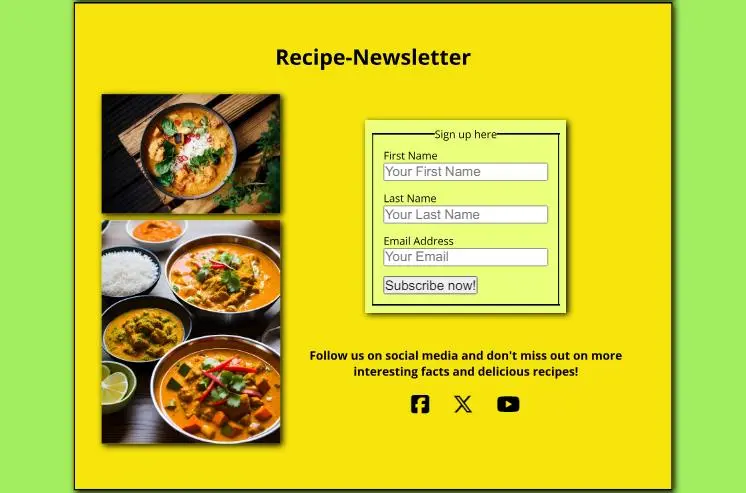 Recipe-Newsletter
Sign up here
First Name
Your First Name
Last Name
Your Last Name
Email Address
Your Email
Subscribe now!
Follow us on social media and don't miss out on more
interesting facts and delicious recipes!